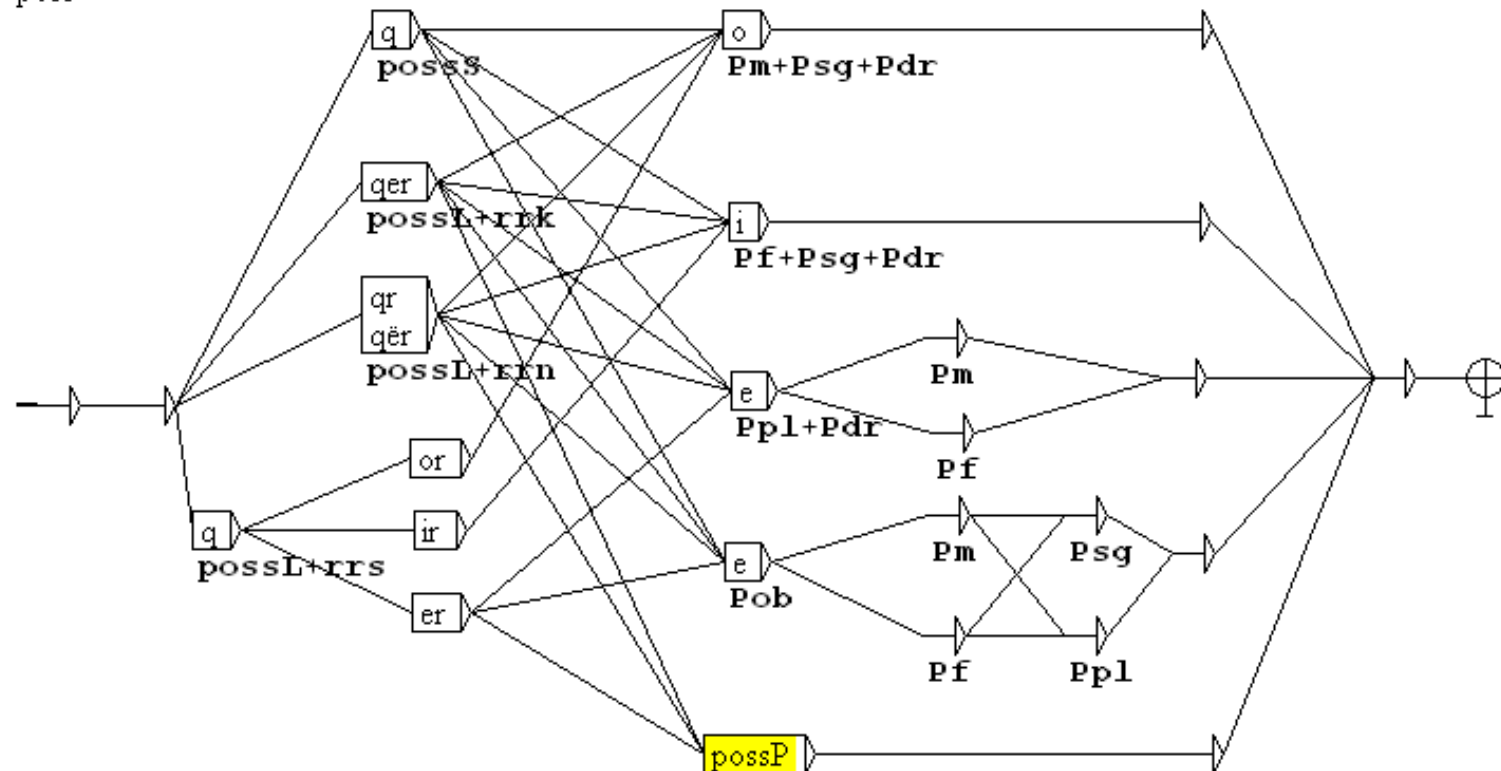 q
possS
qer
possL+rrk
qr
qër
possL+rrn
or
q
possL+rrs
ir
er
o
Pm+Psg+Pdr
i
Pf+Psg+Pdr
e
Ppl+Pdr
Pm
Pf
e
Pob
Pm
Psg
Pf
Ppl
possP